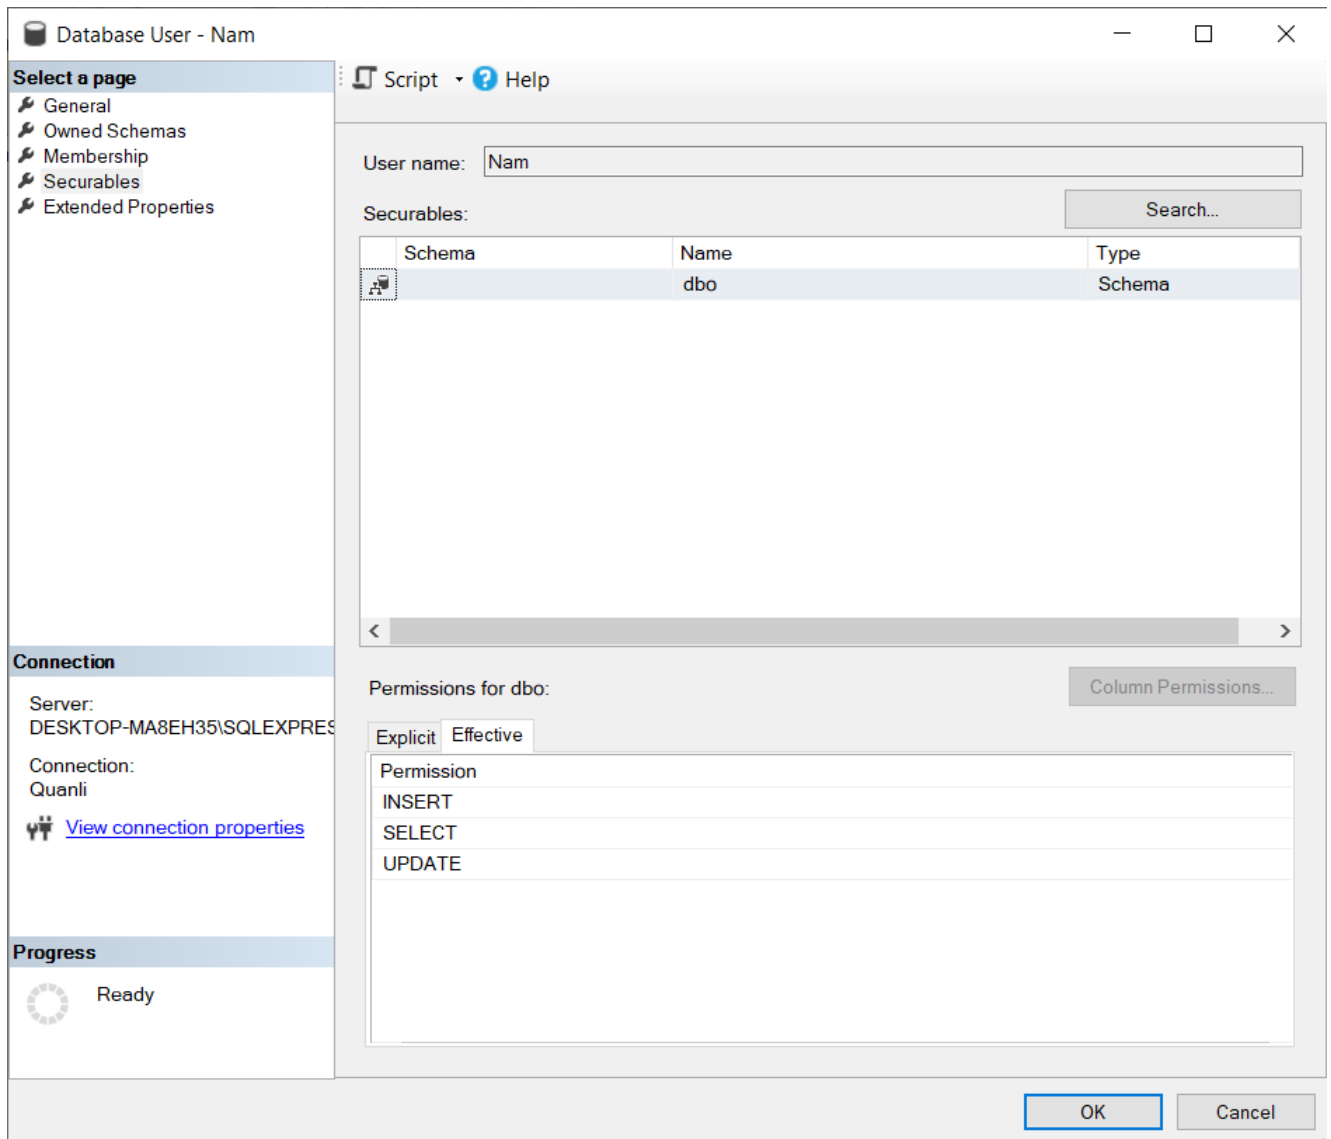 Database User - Nam
Select a page
General
Owned Schemas
Membership
Securables
Extended Properties
Script Help
User name: Nam
Securables: Search...
Schema Name Type
dbo Schema
Connection
Server:
DESKTOP-MA8EH35\SQLEXPRES
Connection:
Quanli
View connection properties
Progress
Ready
Permissions for dbo: Column Permissions...
Explicit Effective
Permission
INSERT
SELECT
UPDATE
OK Cancel